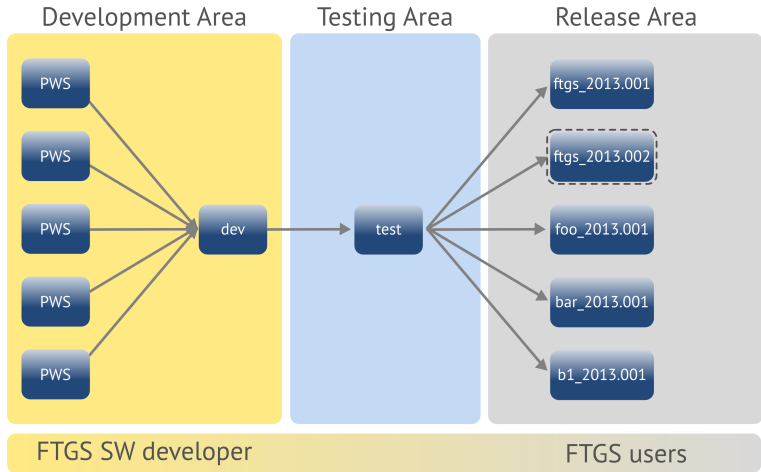 Development Area
Testing Area
Release Area
PWS
PWS
PWS
PWS
PWS
dev
test
ftgs_2013.001
ftgs_2013.002
foo_2013.001
bar_2013.001
b1_2013.001
FTGS SW developer
FTGS users